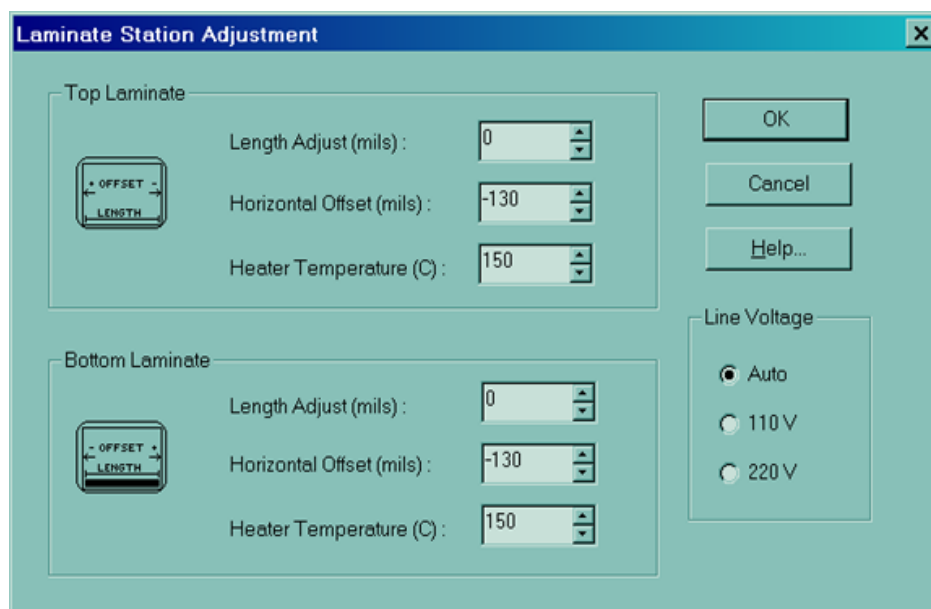 Laminate Station Adjustment
Top Laminate
+ OFFSET -
LENGTH
Length Adjust (mils) :
0
Horizontal Offset (mils) :
-130
Heater Temperature (C) :
150
OK
Cancel
Help...
Line Voltage
Auto
110 V
220 V
Bottom Laminate
- OFFSET +
LENGTH
Length Adjust (mils) :
0
Horizontal Offset (mils) :
-130
Heater Temperature (C) :
150